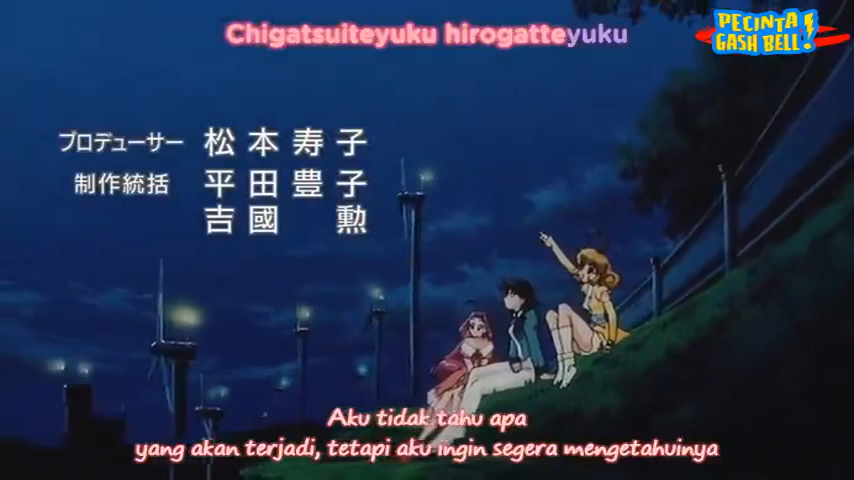 Chigatsuiteyuku hirogatteyuku
PECINTA
GASH BELL!
プロデューサー 松本寿子
制作統括 平田豊子
吉國 勲
Aku tidak tahu apa
yang akan terjadi, tetapi aku ingin segera mengetahuinya